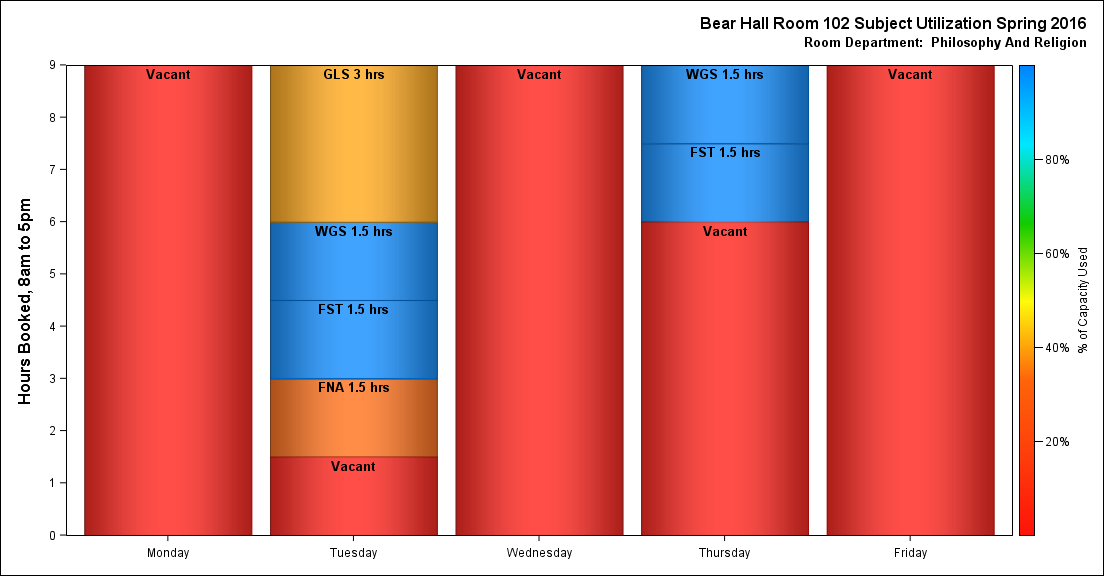 Bear Hall Room 102 Subject Utilization Spring 2016
Room Department:  Philosophy And Religion
Hours Booked, 8am to 5pm
9
8
7
6
5
4
3
2
1
0
Vacant
GLS 3 hrs
WGS 1.5 hrs
FST 1.5 hrs
FNA 1.5 hrs
Vacant
Vacant
WGS 1.5 hrs
FST 1.5 hrs
Vacant
Vacant
Monday
Tuesday
Wednesday
Thursday
Friday
80%
60%
40%
20%
% of Capacity Used